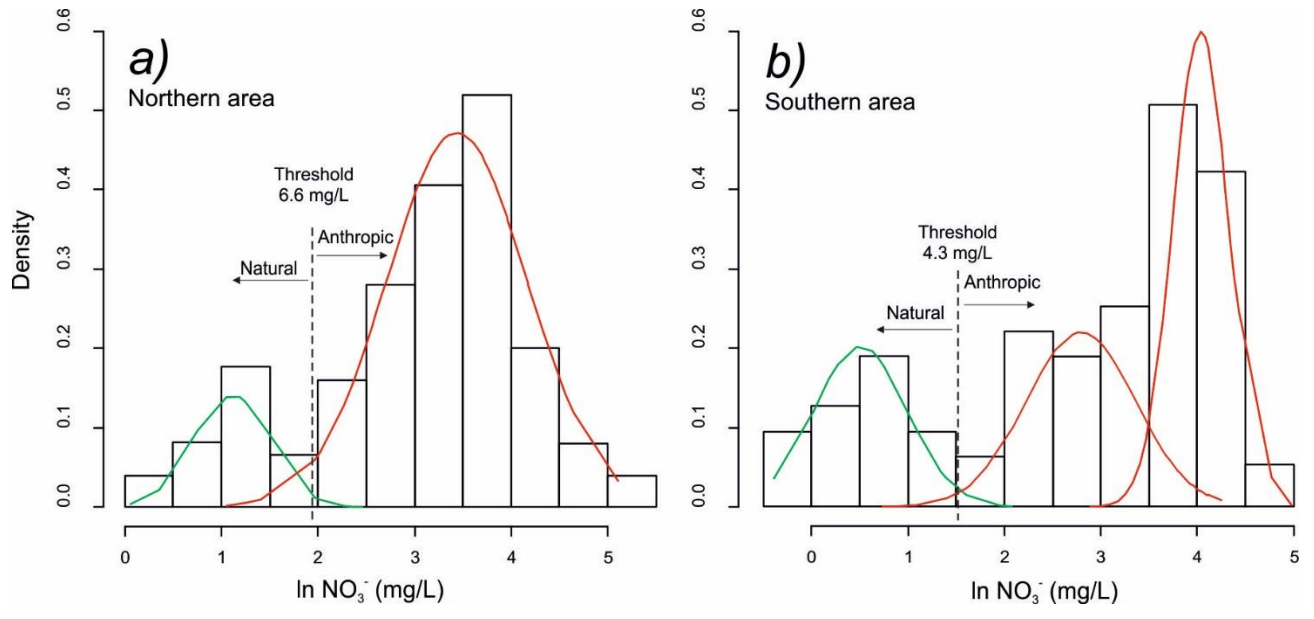 a)
Northern area
Threshold
6.6 mg/L
Anthropic
Natural
Density
0.0 0.1 0.2 0.3 0.4 0.5 0.6
0 1 2 3 4 5
ln NO₃⁻ (mg/L)
b)
Southern area
Threshold
4.3 mg/L
Anthropic
Natural
0.0 0.1 0.2 0.3 0.4 0.5 0.6
0 1 2 3 4 5
ln NO₃⁻ (mg/L)